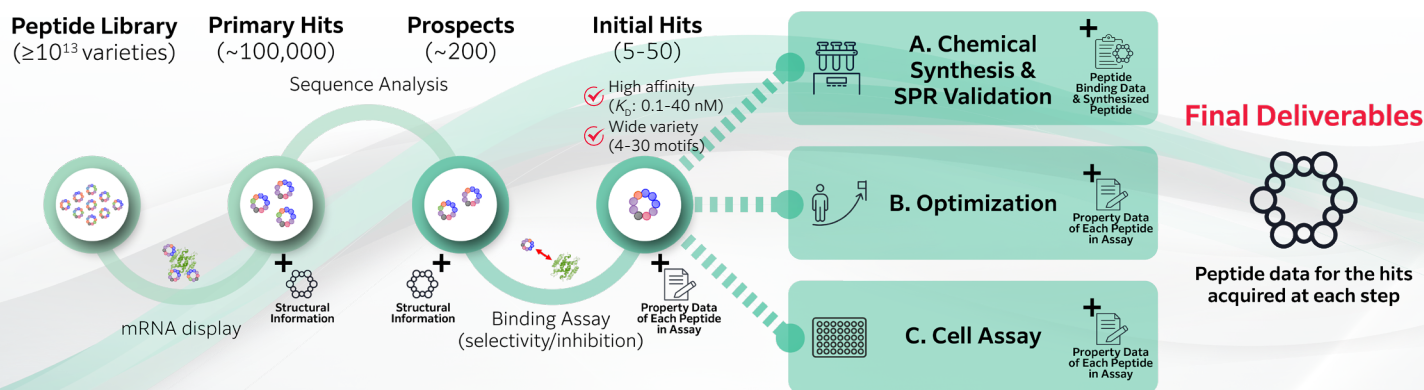 Peptide Library
(≥10¹³ varieties)
Primary Hits
(~100,000)
Prospects
(~200)
Initial Hits
(5-50)
Sequence Analysis
High affinity
(K_D: 0.1-40 nM)
Wide variety
(4-30 motifs)
mRNA display
+
Structural
Information
+
Structural
Information
Binding Assay
(selectivity/inhibition)
+
Property Data
of Each Peptide
in Assay
A. Chemical
Synthesis &
SPR Validation
+
Peptide
Binding Data
& Synthesized
Peptide
B. Optimization
+
Property Data
of Each Peptide
in Assay
C. Cell Assay
+
Property Data
of Each Peptide
in Assay
Final Deliverables
Peptide data for the hits
acquired at each step